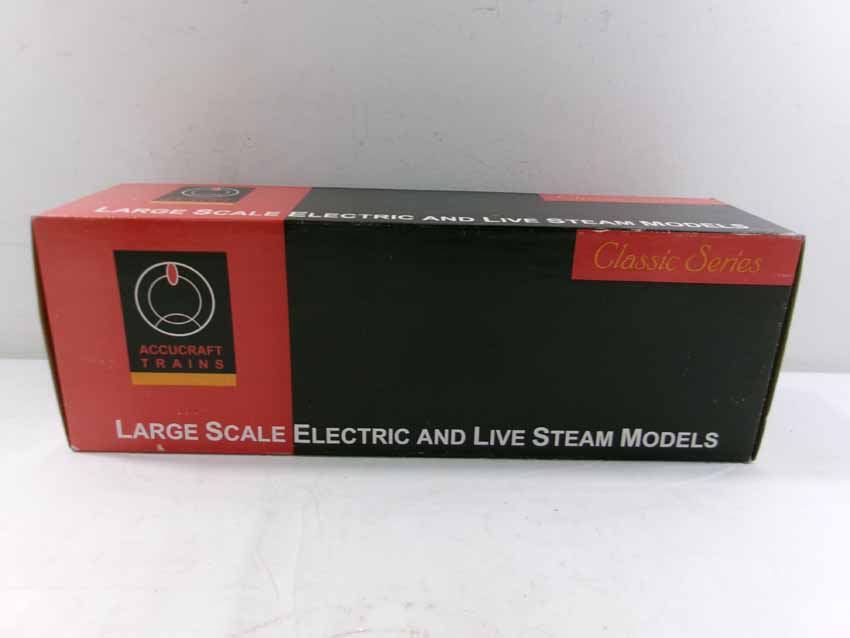 LARGE SCALE ELECTRIC AND LIVE STEAM MODELS
Classic Series
ACCUCRAFT
TRAINS
LARGE SCALE ELECTRIC AND LIVE STEAM MODELS